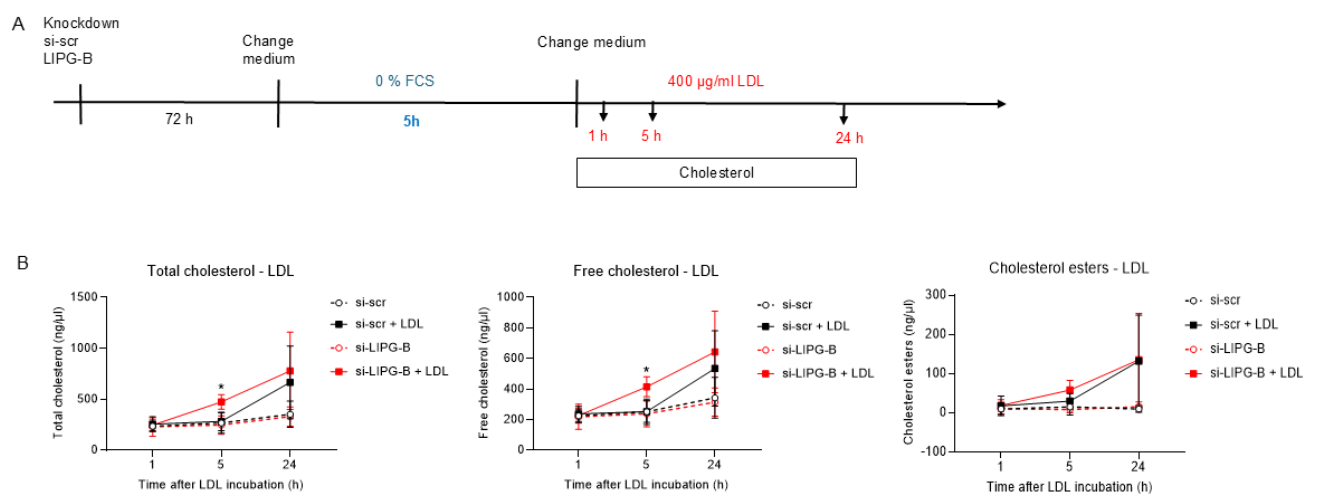 A
Knockdown
si-scr
LIPG-B
Change
medium
Change medium
0 % FCS
400 µg/ml LDL
72 h
5h
1 h
5 h
24 h
Cholesterol
B
Total cholesterol - LDL
Total cholesterol (ng/µl)
1500
1000
500
0
*
1
5
24
Time after LDL incubation (h)
si-scr
si-scr + LDL
si-LIPG-B
si-LIPG-B + LDL
Free cholesterol - LDL
Free cholesterol (ng/µl)
1000
800
600
400
200
0
*
1
5
24
Time after LDL incubation (h)
si-scr
si-scr + LDL
si-LIPG-B
si-LIPG-B + LDL
Cholesterol esters - LDL
Cholesterol esters (ng/µl)
300
200
100
0
-100
1
5
24
Time after LDL incubation (h)
si-scr
si-scr + LDL
si-LIPG-B
si-LIPG-B + LDL